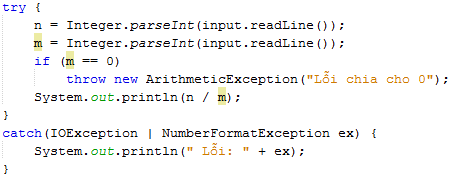 try {
    n = Integer.parseInt(input.readLine());
    m = Integer.parseInt(input.readLine());
    if (m == 0)
        throw new ArithmeticException("Lỗi chia cho 0");
    System.out.println(n / m);
}
catch(IOException | NumberFormatException ex) {
    System.out.println(" Lỗi: " + ex);
}